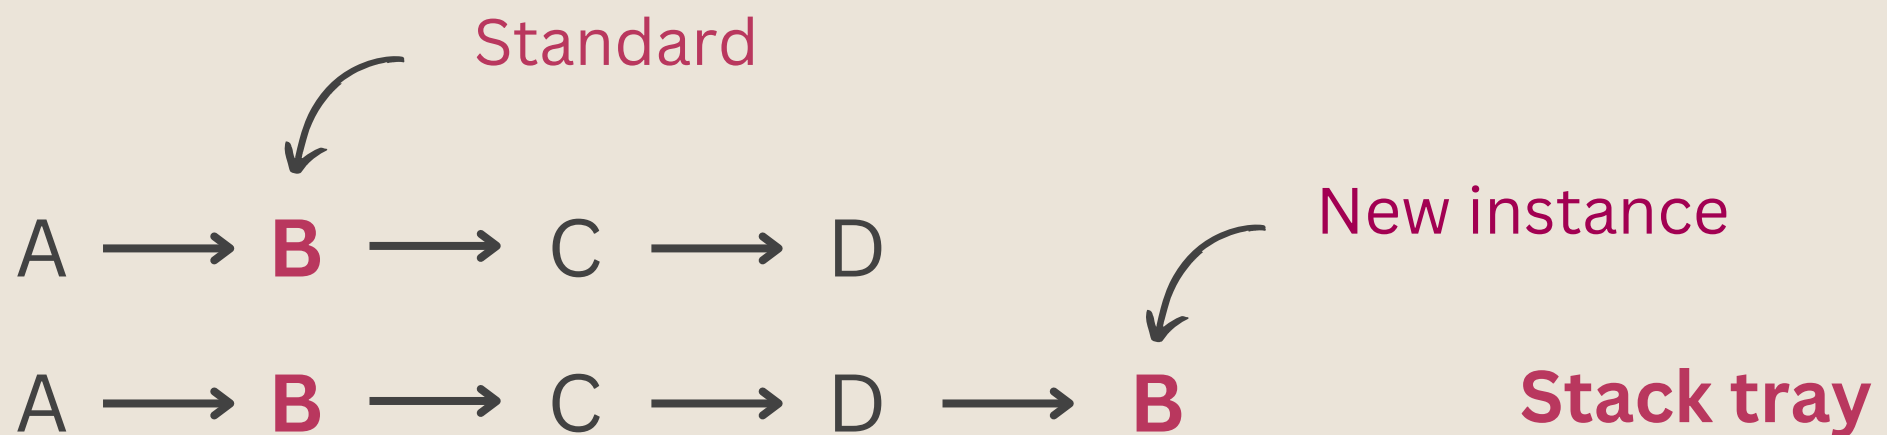 Standard
New instance
A B C D
A B C D B
Stack tray